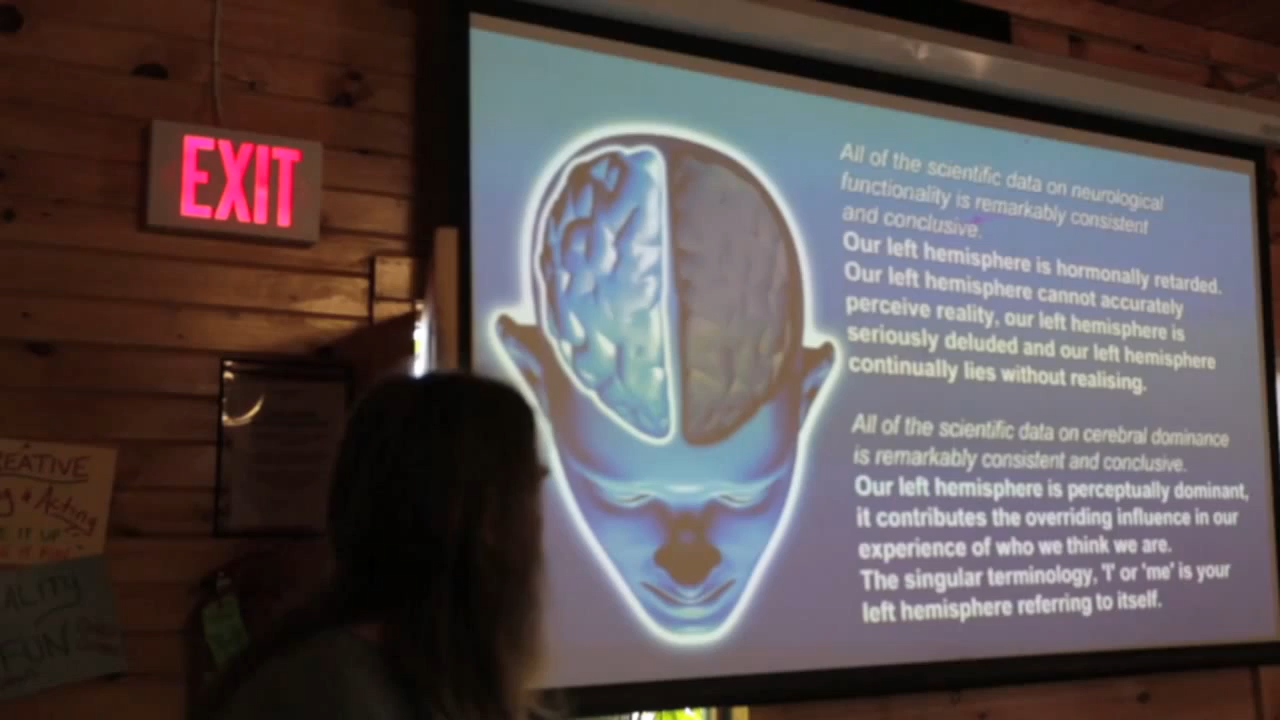 EXIT
All of the scientific data on neurological
functionality is remarkably consistent
and conclusive.
Our left hemisphere is hormonally retarded.
Our left hemisphere cannot accurately
perceive reality, our left hemisphere is
seriously deluded and our left hemisphere
continually lies without realising.
All of the scientific data on cerebral dominance
is remarkably consistent and conclusive.
Our left hemisphere is perceptually dominant,
it contributes the overriding influence in our
experience of who we think we are.
The singular terminology, 'I' or 'me' is your
left hemisphere referring to itself.
REATIVE
& Acting
IT UP
ALITY
FUN